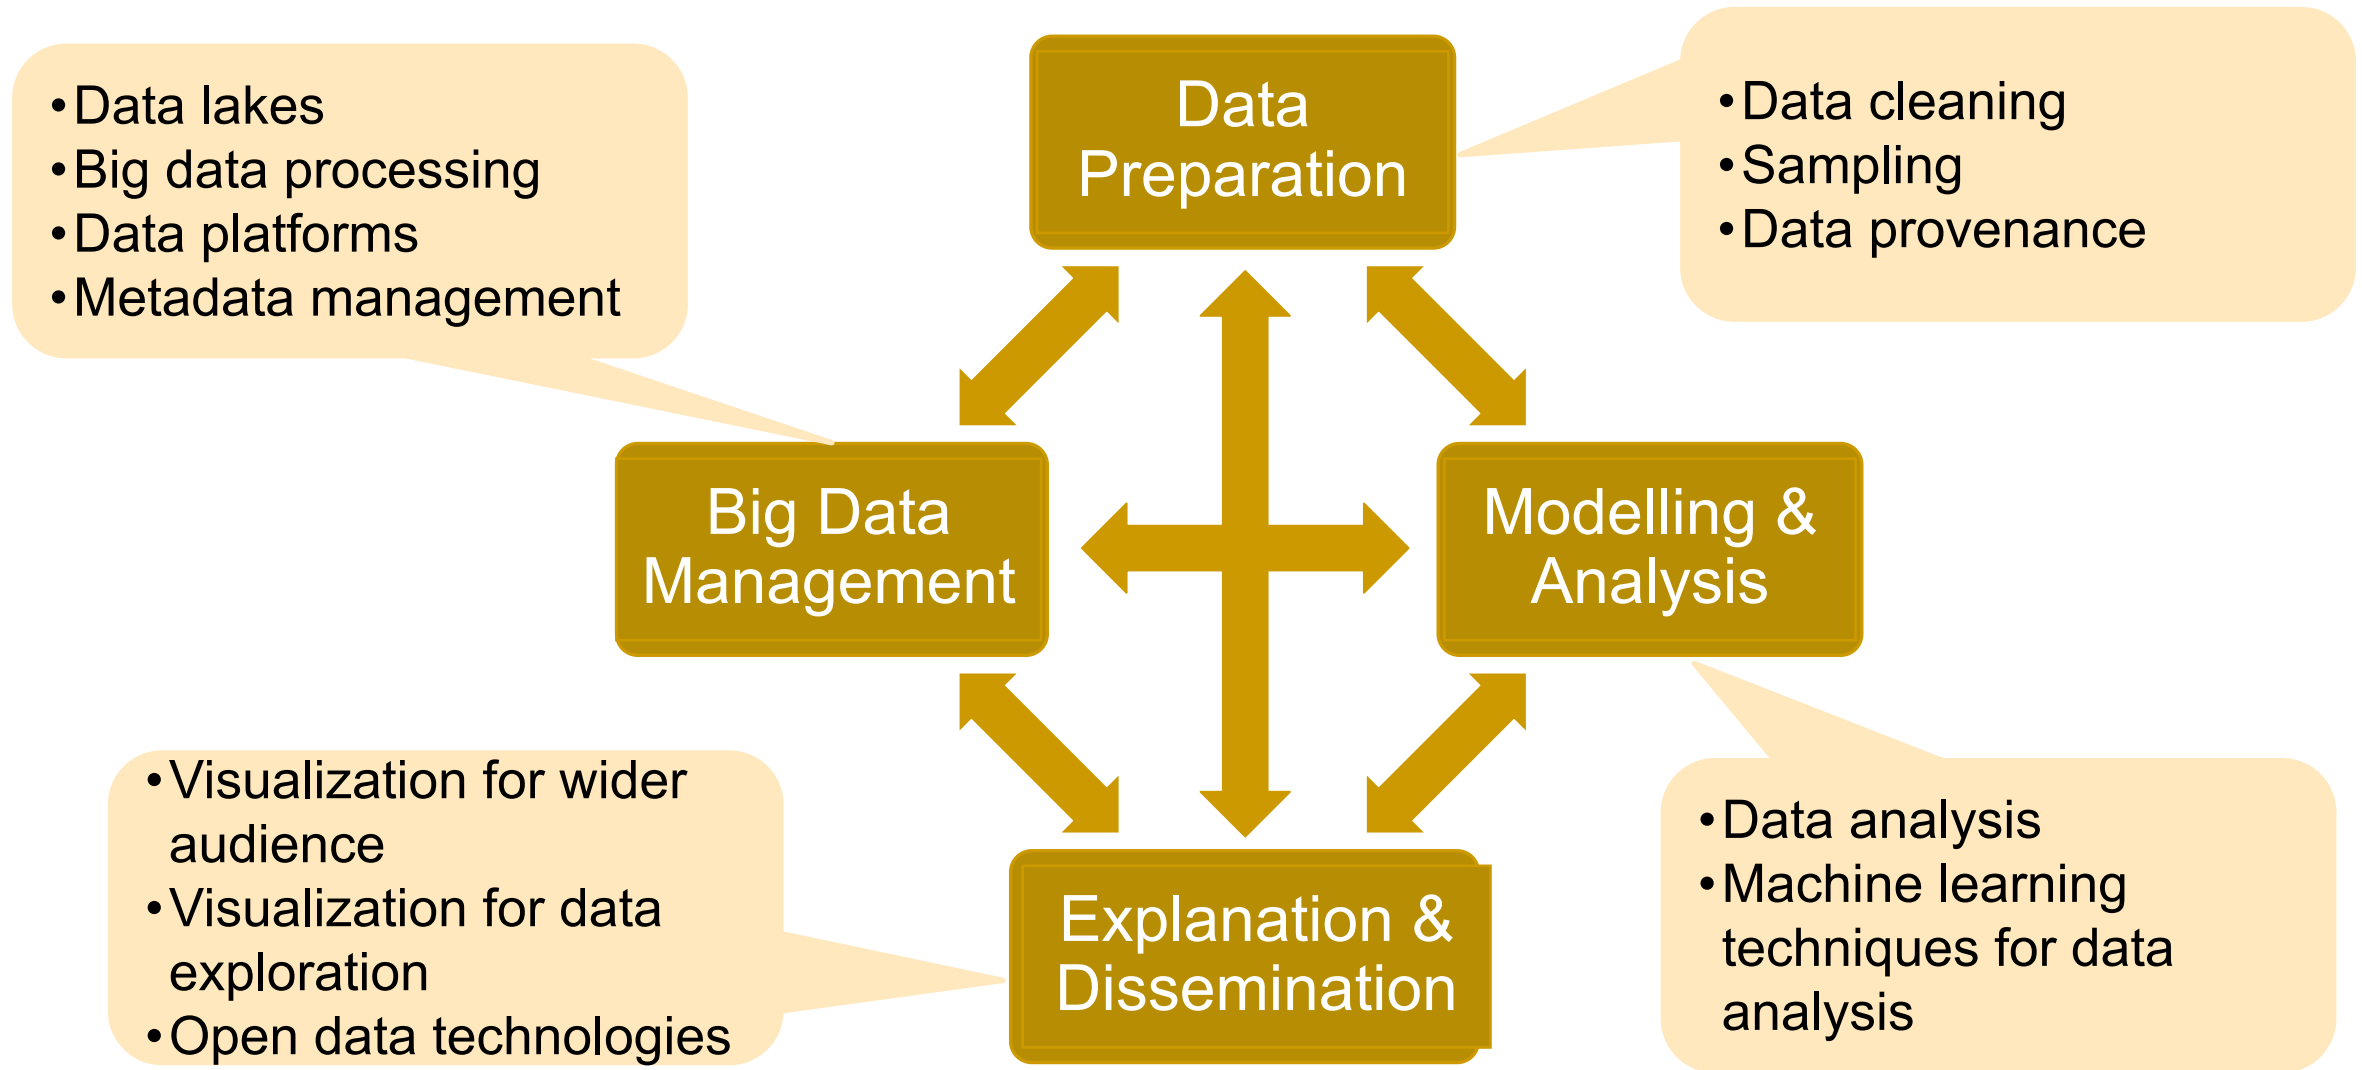 •Data lakes
•Big data processing
•Data platforms
•Metadata management
Data
Preparation
•Data cleaning
•Sampling
•Data provenance
Big Data
Management
Modelling &
Analysis
•Visualization for wider
audience
•Visualization for data
exploration
•Open data technologies
Explanation &
Dissemination
•Data analysis
•Machine learning
techniques for data
analysis